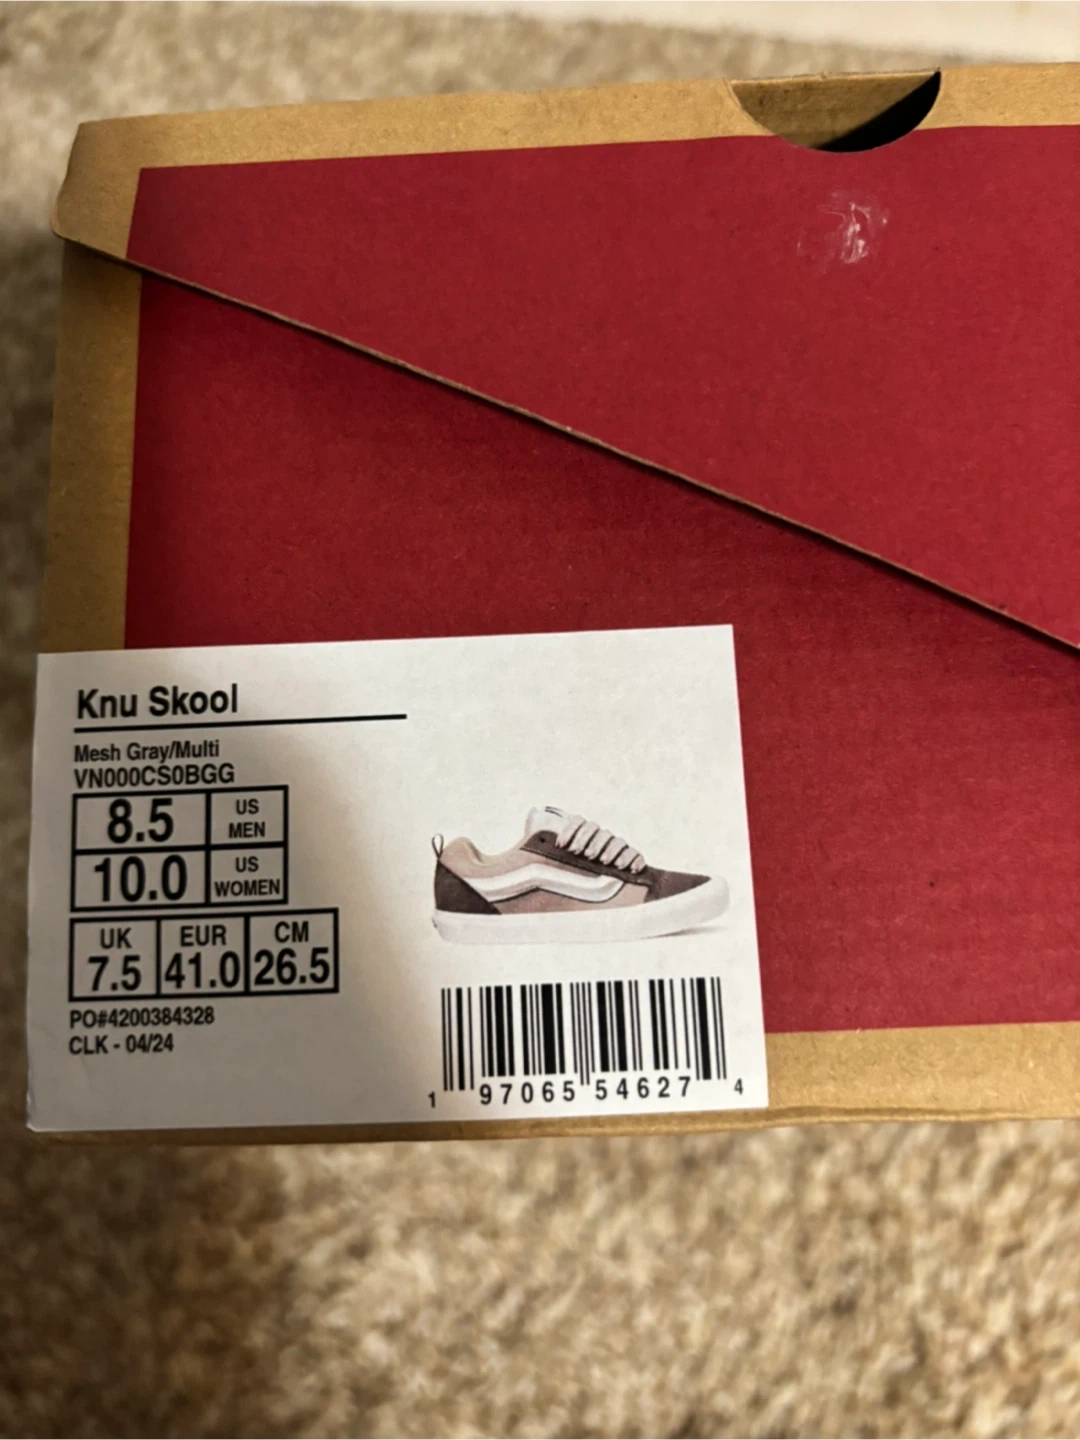 Knu Skool
Mesh Gray/Multi
VN000CS0BGG
8.5 US MEN
10.0 US WOMEN
UK EUR CM
7.5 41.0 26.5
PO#4200384328
CLK - 04/24
1 97065 54627 4